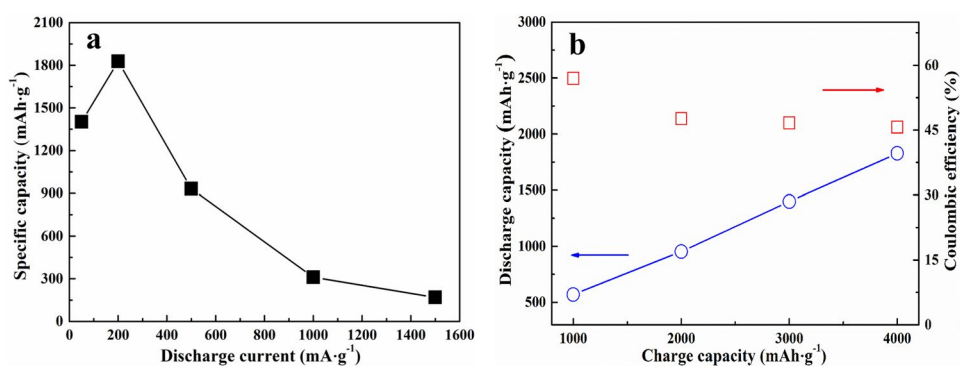 a
Specific capacity (mAh·g⁻¹)
2100
1800
1500
1200
900
600
300
0
0 200 400 600 800 1000 1200 1400 1600
Discharge current (mA·g⁻¹)
b
Discharge capacity (mAh·g⁻¹)
3000
2500
2000
1500
1000
500
1000 2000 3000 4000
Charge capacity (mAh·g⁻¹)
60
45
30
15
0
Coulombic efficiency (%)